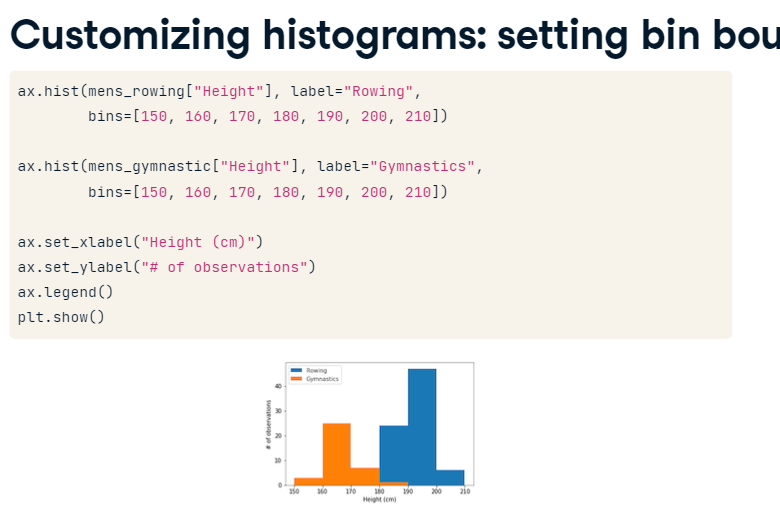 Customizing histograms: setting bin bou
ax.hist(mens_rowing["Height"], label="Rowing",
        bins=[150, 160, 170, 180, 190, 200, 210])
ax.hist(mens_gymnastic["Height"], label="Gymnastics",
        bins=[150, 160, 170, 180, 190, 200, 210])
ax.set_xlabel("Height (cm)")
ax.set_ylabel("# of observations")
ax.legend()
plt.show()
Rowing
Gymnastics
# of observations
40
30
20
10
0
150 160 170 180 190 200 210
Height (cm)